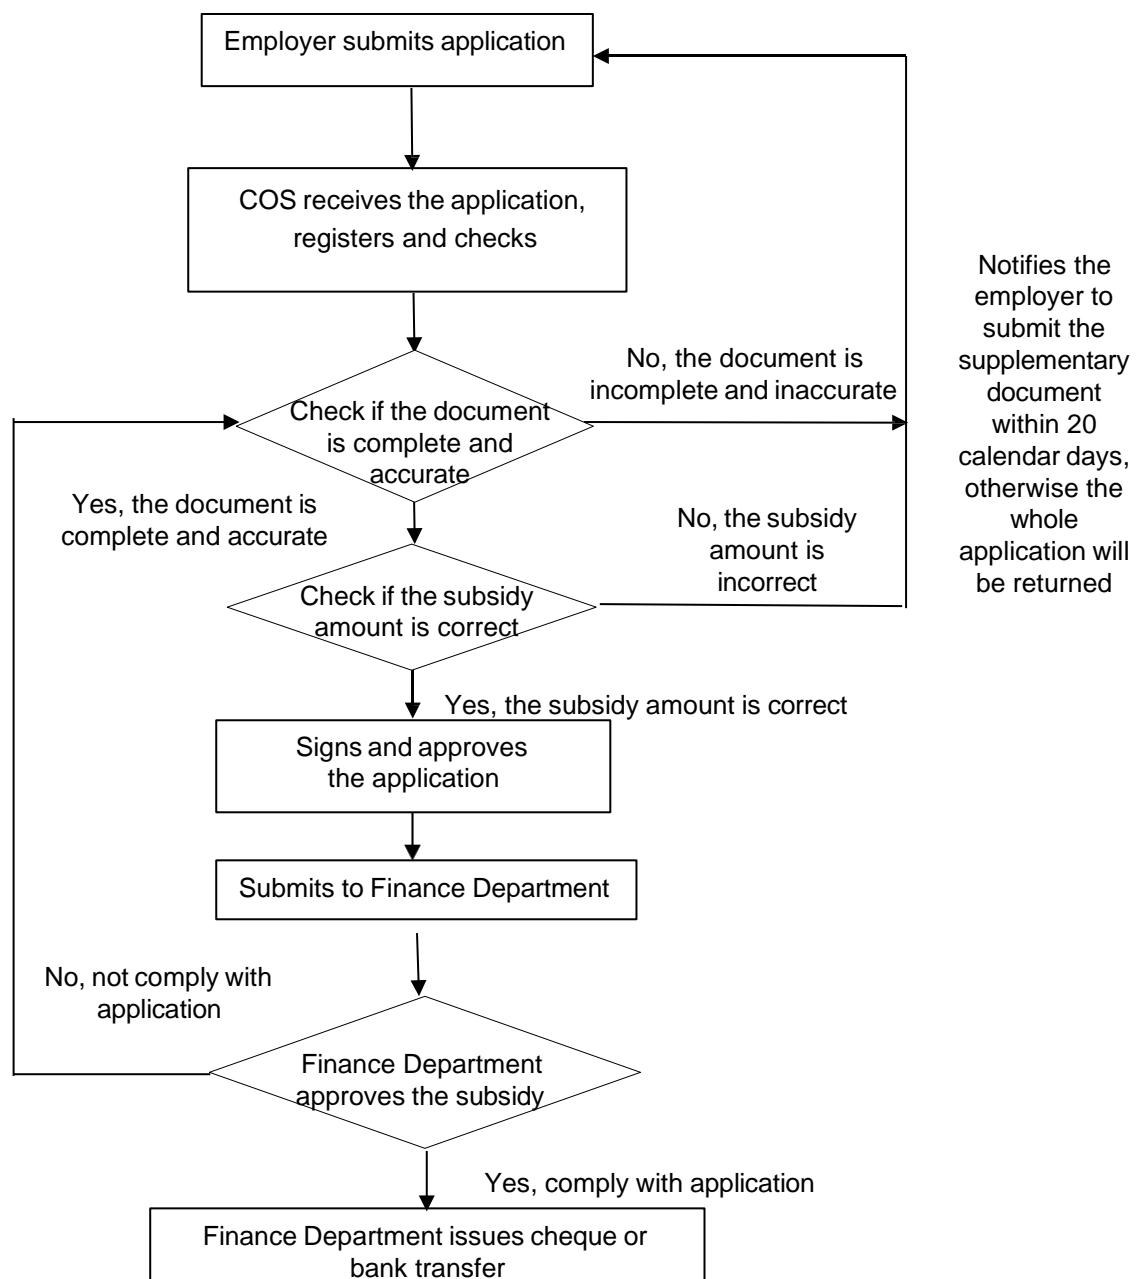 Employer submits application
COS receives the application,
registers and checks
Notifies the
employer to
submit the
supplementary
document
within 20
calendar days,
otherwise the
whole
application will
be returned
No, the document is
incomplete and inaccurate
Check if the document
is complete and
accurate
Yes, the document is
complete and accurate
No, the subsidy
amount is
incorrect
Check if the subsidy
amount is correct
Yes, the subsidy amount is correct
Signs and approves
the application
Submits to Finance Department
No, not comply with
application
Finance Department
approves the subsidy
Yes, comply with application
Finance Department issues cheque or
bank transfer